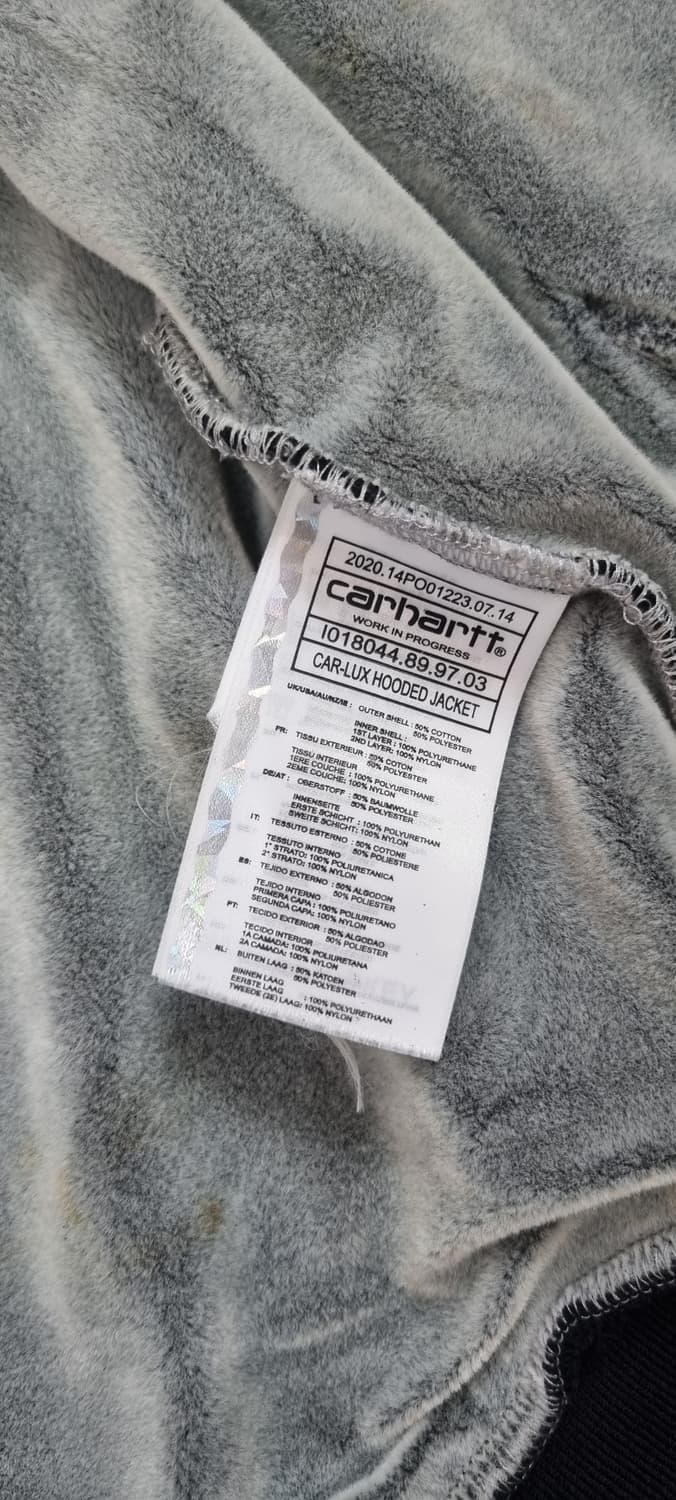 2020.14PO01223.07.14
carhartt®
WORK IN PROGRESS
I018044.89.97.03
CAR-LUX HOODED JACKET
UK/USA/AU/NZ/IE : OUTER SHELL : 50% COTTON
50% POLYESTER
INNER SHELL :
1ST LAYER : 100% POLYURETHANE
2ND LAYER: 100% NYLON
FR: TISSU EXTERIEUR : 50% COTON
50% POLYESTER
TISSU INTERIEUR
1ERE COUCHE : 100% POLYURETHANE
2EME COUCHE: 100% NYLON
DE/AT : OBERSTOFF : 50% BAUMWOLLE
50% POLYESTER
INNENSEITE
ERSTE SCHICHT : 100% POLYURETHAN
SWEITE SCHICHT: 100% NYLON
IT: TESSUTO ESTERNO : 50% COTONE
50% POLIESTERE
TESSUTO INTERNO
1° STRATO: 100% POLIURETANICA
2° STRATO: 100% NYLON
ES: TEJIDO EXTERNO : 50% ALGODON
50% POLIESTER
TEJIDO INTERNO
PRIMERA CAPA : 100% POLIURETANO
SEGUNDA CAPA: 100% NYLON
PT: TECIDO EXTERIOR : 50% ALGODAO
50% POLIESTER
TECIDO INTERIOR
1A CAMADA: 100% POLIURETANA
2A CAMADA: 100% NYLON
NL: BUITEN LAAG : 50% KATOEN
50% POLYESTER
BINNEN LAAG
EERSTE LAAG : 100% POLYURETHAAN
TWEEDE (2E) LAAG: 100% NYLON